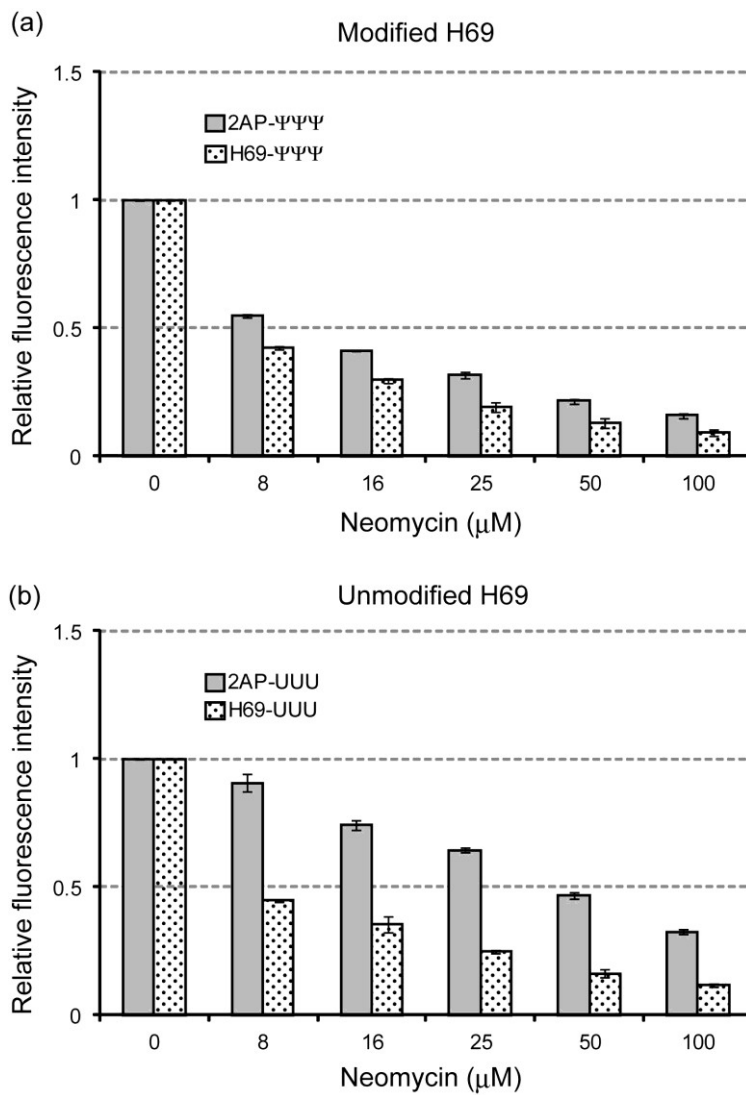 (a)
Modified H69
1.5
2AP-ΨΨΨ
H69-ΨΨΨ
1
0.5
0
Relative fluorescence intensity
0 8 16 25 50 100
Neomycin (μM)
(b)
Unmodified H69
1.5
2AP-UUU
H69-UUU
1
0.5
0
Relative fluorescence intensity
0 8 16 25 50 100
Neomycin (μM)